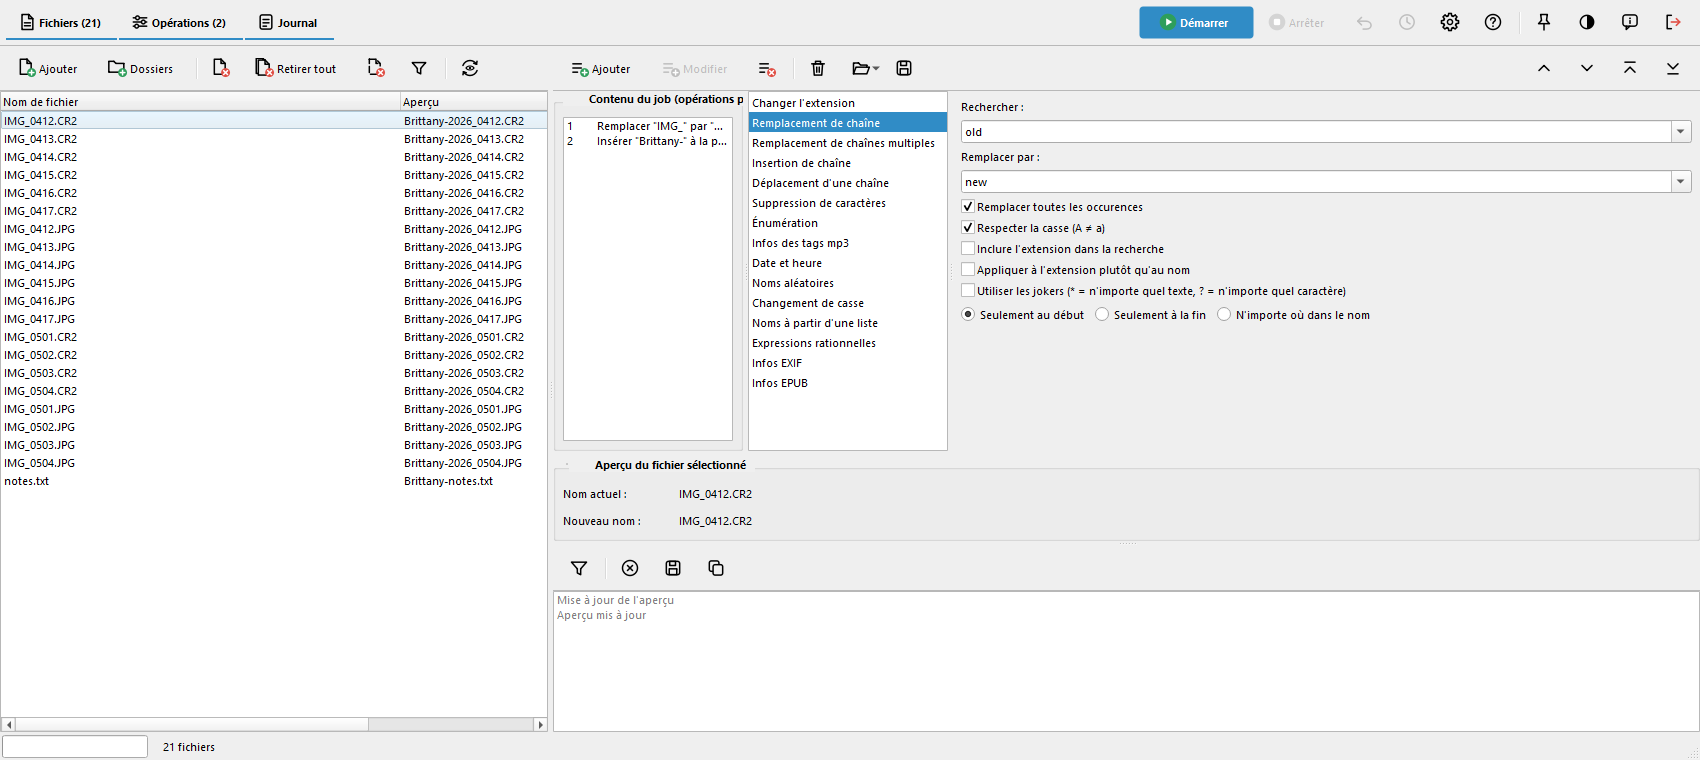 Fichiers (21)
Opérations (2)
Journal
Démarrer
Arrêter
Ajouter
Dossiers
Retirer tout
Ajouter
Modifier
Nom de fichier
Aperçu
IMG_0412.CR2
Brittany-2026_0412.CR2
IMG_0413.CR2
Brittany-2026_0413.CR2
IMG_0414.CR2
Brittany-2026_0414.CR2
IMG_0415.CR2
Brittany-2026_0415.CR2
IMG_0416.CR2
Brittany-2026_0416.CR2
IMG_0417.CR2
Brittany-2026_0417.CR2
IMG_0412.JPG
Brittany-2026_0412.JPG
IMG_0413.JPG
Brittany-2026_0413.JPG
IMG_0414.JPG
Brittany-2026_0414.JPG
IMG_0415.JPG
Brittany-2026_0415.JPG
IMG_0416.JPG
Brittany-2026_0416.JPG
IMG_0417.JPG
Brittany-2026_0417.JPG
IMG_0501.CR2
Brittany-2026_0501.CR2
IMG_0502.CR2
Brittany-2026_0502.CR2
IMG_0503.CR2
Brittany-2026_0503.CR2
IMG_0504.CR2
Brittany-2026_0504.CR2
IMG_0501.JPG
Brittany-2026_0501.JPG
IMG_0502.JPG
Brittany-2026_0502.JPG
IMG_0503.JPG
Brittany-2026_0503.JPG
IMG_0504.JPG
Brittany-2026_0504.JPG
notes.txt
Brittany-notes.txt
21 fichiers
Contenu du job (opérations p
1 Remplacer "IMG_" par "...
2 Insérer "Brittany-" à la p...
Changer l'extension
Remplacement de chaîne
Remplacement de chaînes multiples
Insertion de chaîne
Déplacement d'une chaîne
Suppression de caractères
Énumération
Infos des tags mp3
Date et heure
Noms aléatoires
Changement de casse
Noms à partir d'une liste
Expressions rationnelles
Infos EXIF
Infos EPUB
Rechercher :
old
Remplacer par :
new
Remplacer toutes les occurences
Respecter la casse (A ≠ a)
Inclure l'extension dans la recherche
Appliquer à l'extension plutôt qu'au nom
Utiliser les jokers (* = n'importe quel texte, ? = n'importe quel caractère)
Seulement au début
Seulement à la fin
N'importe où dans le nom
Aperçu du fichier sélectionné
Nom actuel : IMG_0412.CR2
Nouveau nom : IMG_0412.CR2
Mise à jour de l'aperçu
Aperçu mis à jour